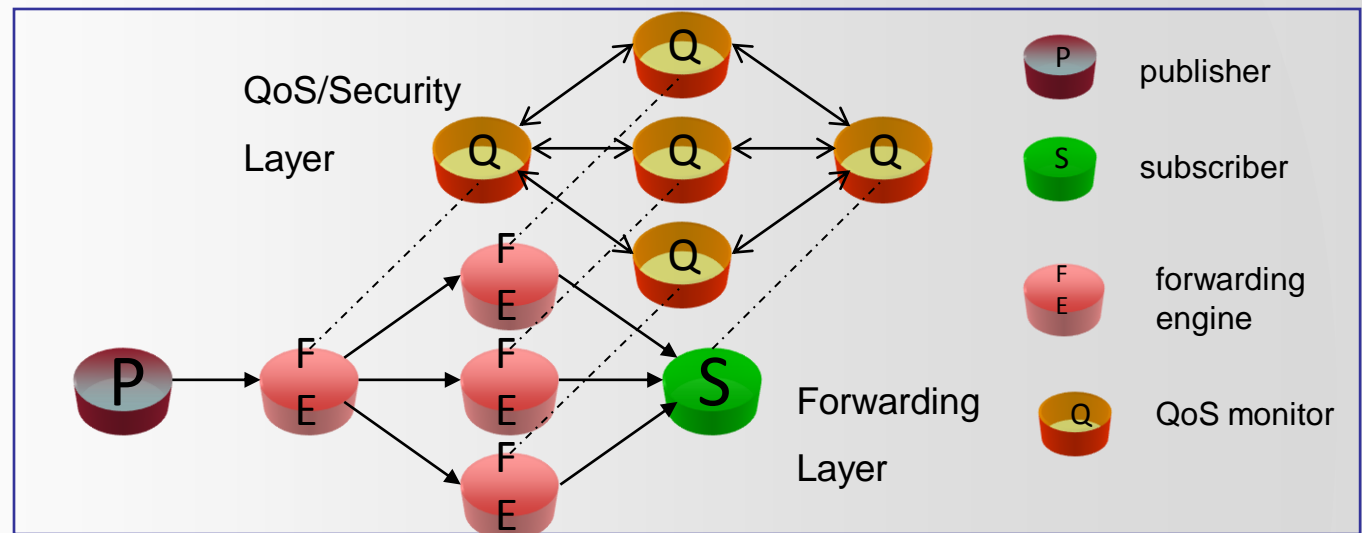 Q
QoS/Security
Layer
Q
Q
Q
Q
F
E
F
E
F
E
F
E
P
S
Forwarding
Layer
P
publisher
S
subscriber
F
E
forwarding
engine
Q
QoS monitor